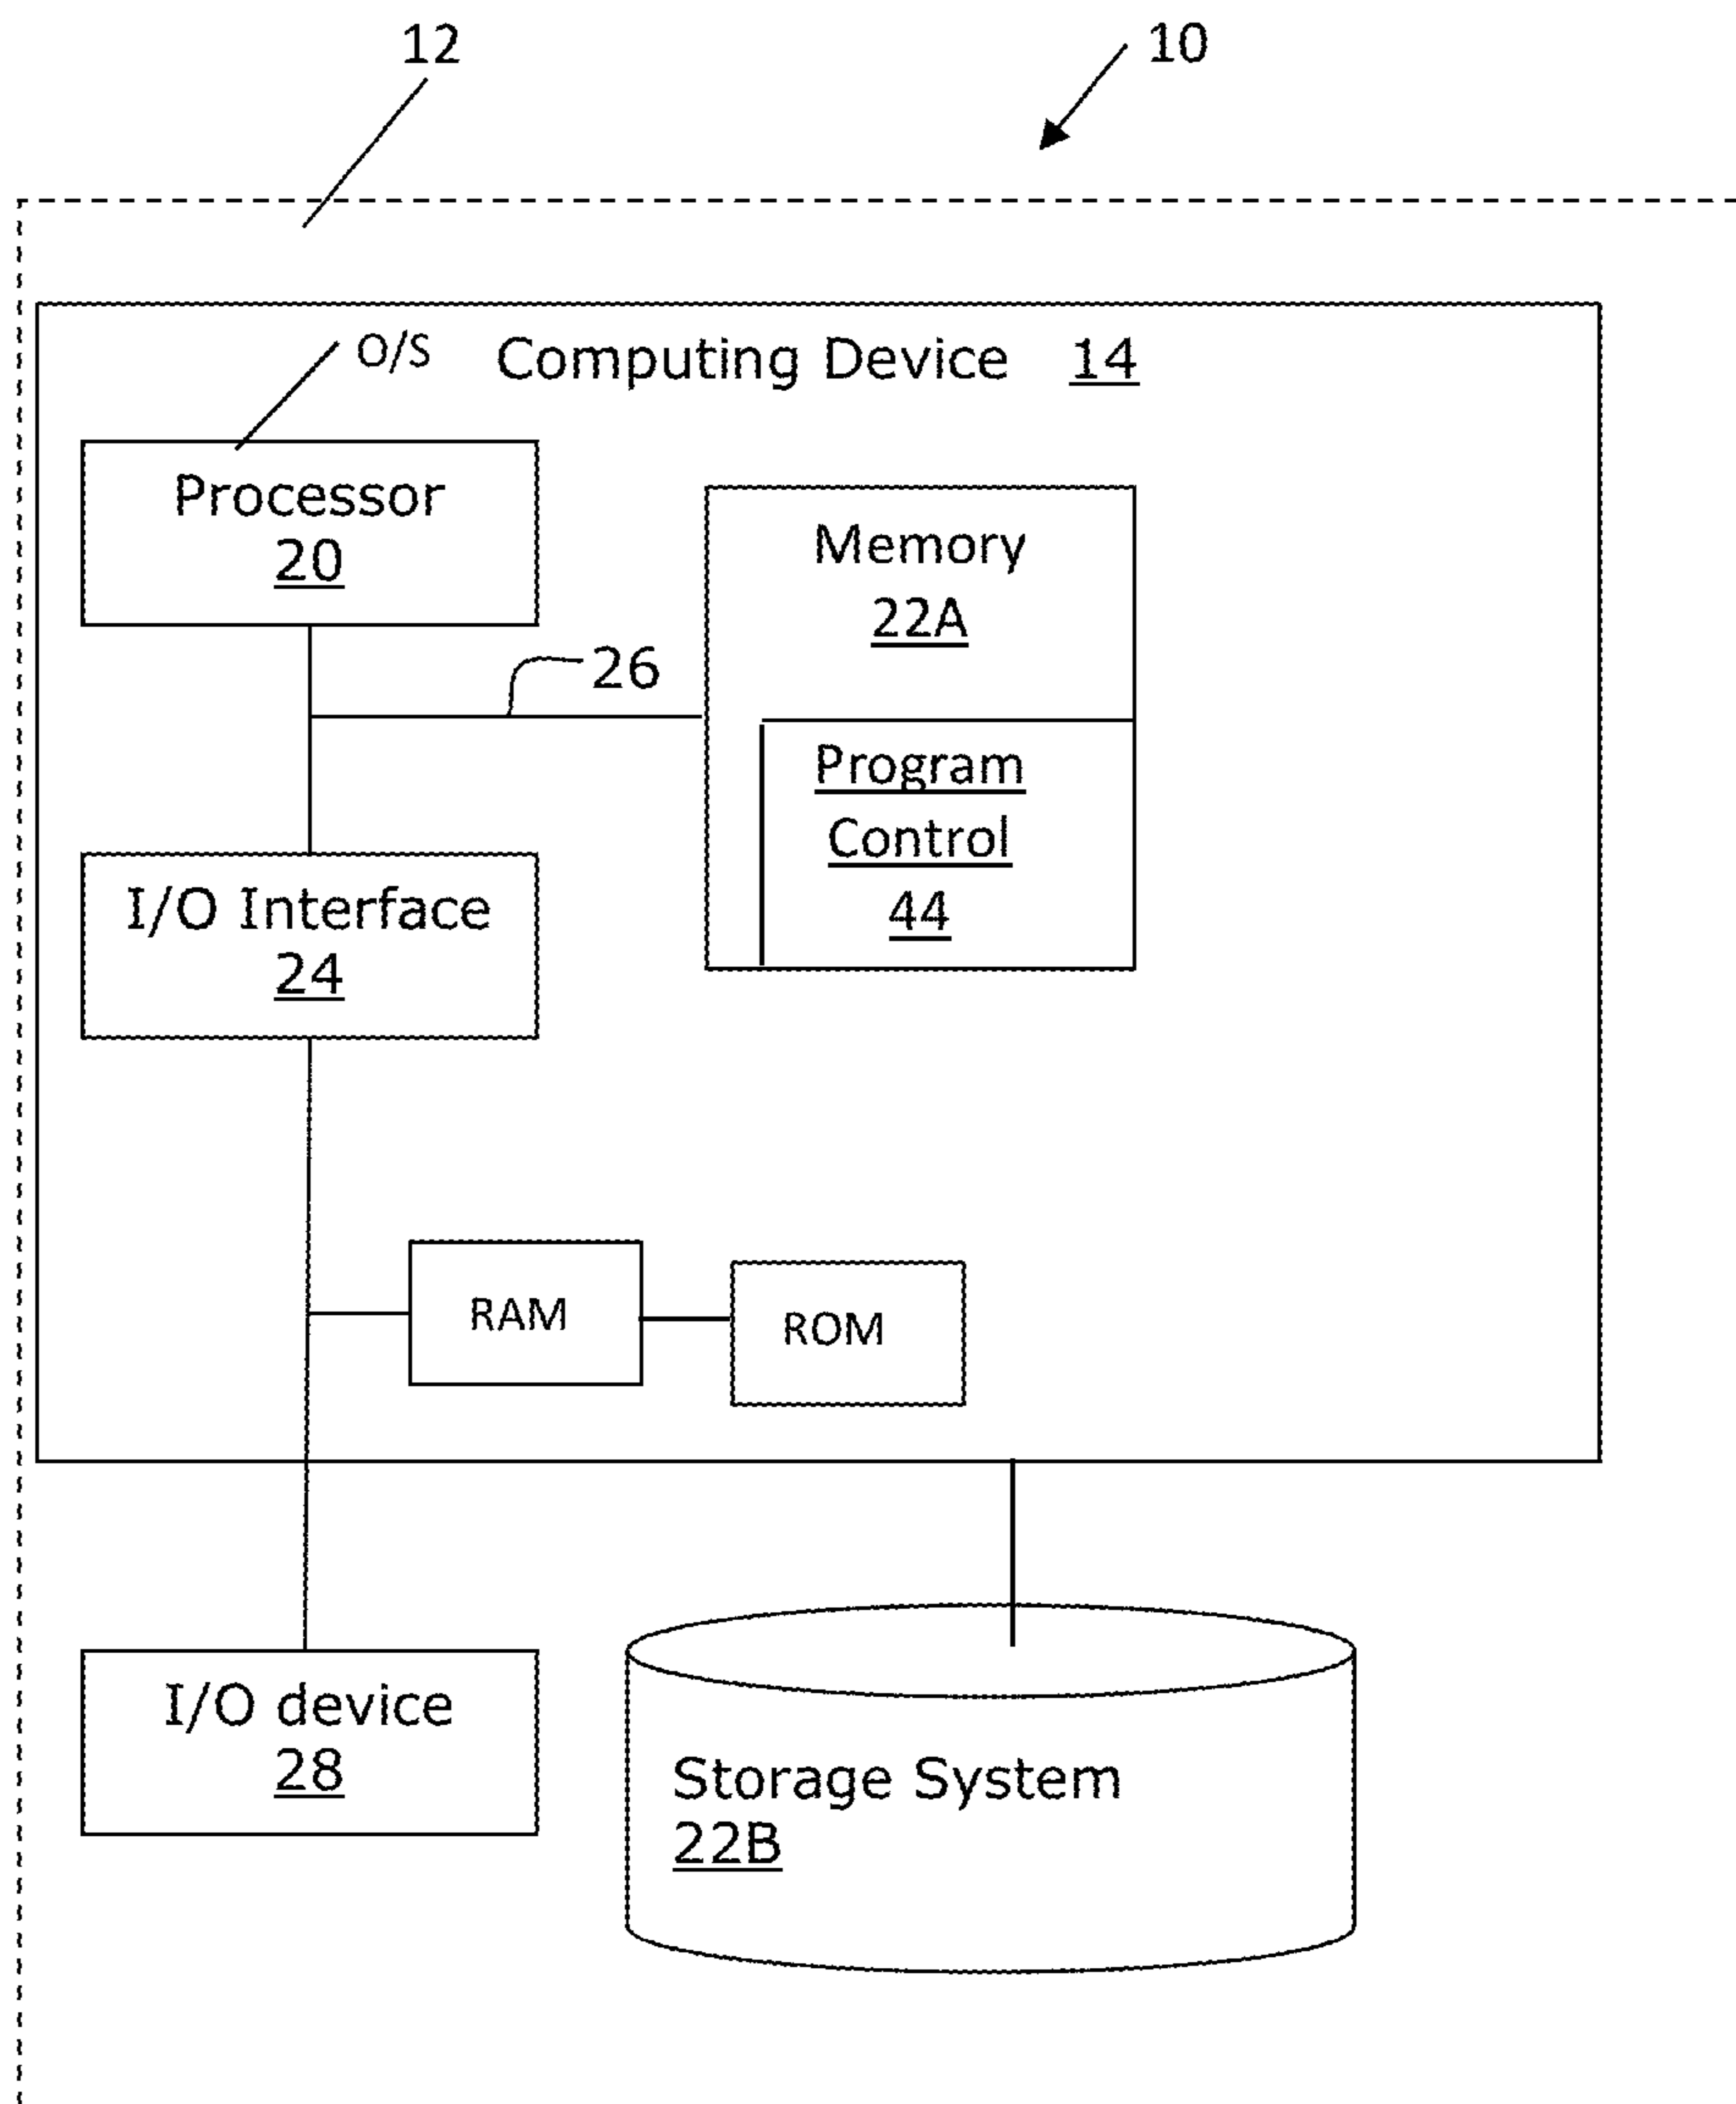 12
10
O/S
Computing Device 14
Processor
20
Memory
22A
26
Program
Control
44
I/O Interface
24
RAM
ROM
I/O device
28
Storage System
22B